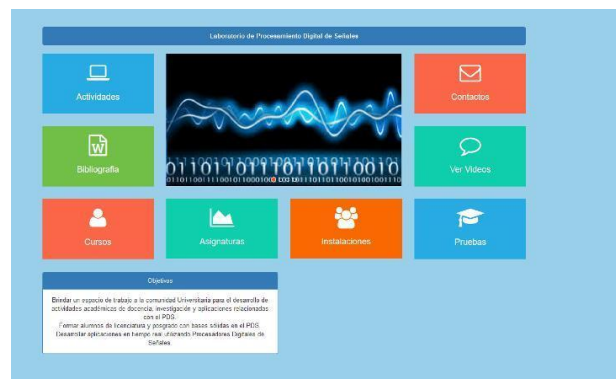 Laboratorio de Procesamiento Digital de Señales
Actividades
Contactos
Bibliografía
Ver Videos
Cursos
Asignaturas
Instalaciones
Pruebas
Objetivos
Brindar un espacio de trabajo a la comunidad Universitaria para el desarrollo de
actividades académicas de docencia, investigación y aplicaciones relacionadas
con el PDS.
Formar alumnos de licenciatura y posgrado con bases sólidas en el PDS.
Desarrollar aplicaciones en tiempo real utilizando Procesadores Digitales de
Señales.